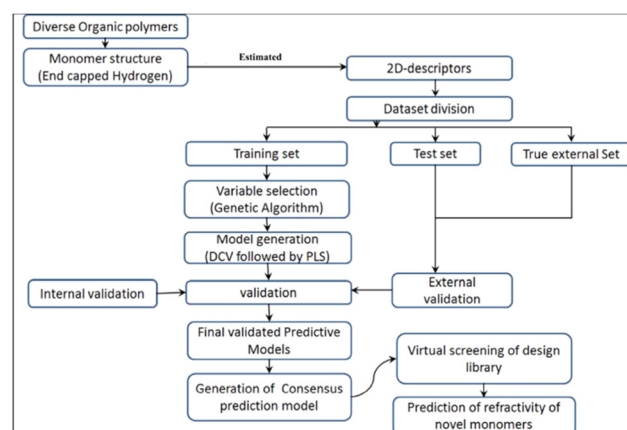 Diverse Organic polymers
Monomer structure
(End capped Hydrogen)
Estimated
2D-descriptors
Dataset division
Training set
Test set
True external Set
Variable selection
(Genetic Algorithm)
Model generation
(DCV followed by PLS)
Internal validation
validation
External
validation
Final validated Predictive
Models
Virtual screening of design
library
Generation of Consensus
prediction model
Prediction of refractivity of
novel monomers